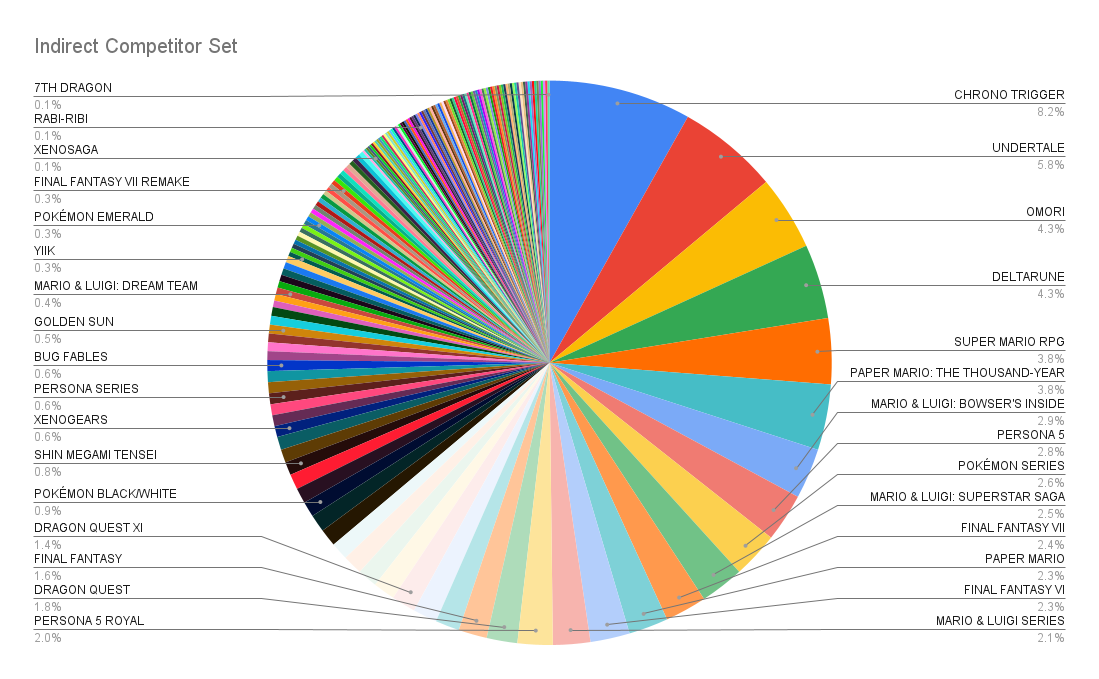 Indirect Competitor Set
7TH DRAGON
0.1%
RABI-RIBI
0.1%
XENOSAGA
0.1%
FINAL FANTASY VII REMAKE
0.3%
POKÉMON EMERALD
0.3%
YIIK
0.3%
MARIO & LUIGI: DREAM TEAM
0.4%
GOLDEN SUN
0.5%
BUG FABLES
0.6%
PERSONA SERIES
0.6%
XENOGEARS
0.6%
SHIN MEGAMI TENSEI
0.8%
POKÉMON BLACK/WHITE
0.9%
DRAGON QUEST XI
1.4%
FINAL FANTASY
1.6%
DRAGON QUEST
1.8%
PERSONA 5 ROYAL
2.0%
CHRONO TRIGGER
8.2%
UNDERTALE
5.8%
OMORI
4.3%
DELTARUNE
4.3%
SUPER MARIO RPG
3.8%
PAPER MARIO: THE THOUSAND-YEAR
3.8%
MARIO & LUIGI: BOWSER'S INSIDE
2.9%
PERSONA 5
2.8%
POKÉMON SERIES
2.6%
MARIO & LUIGI: SUPERSTAR SAGA
2.5%
FINAL FANTASY VII
2.4%
PAPER MARIO
2.3%
FINAL FANTASY VI
2.3%
MARIO & LUIGI SERIES
2.1%